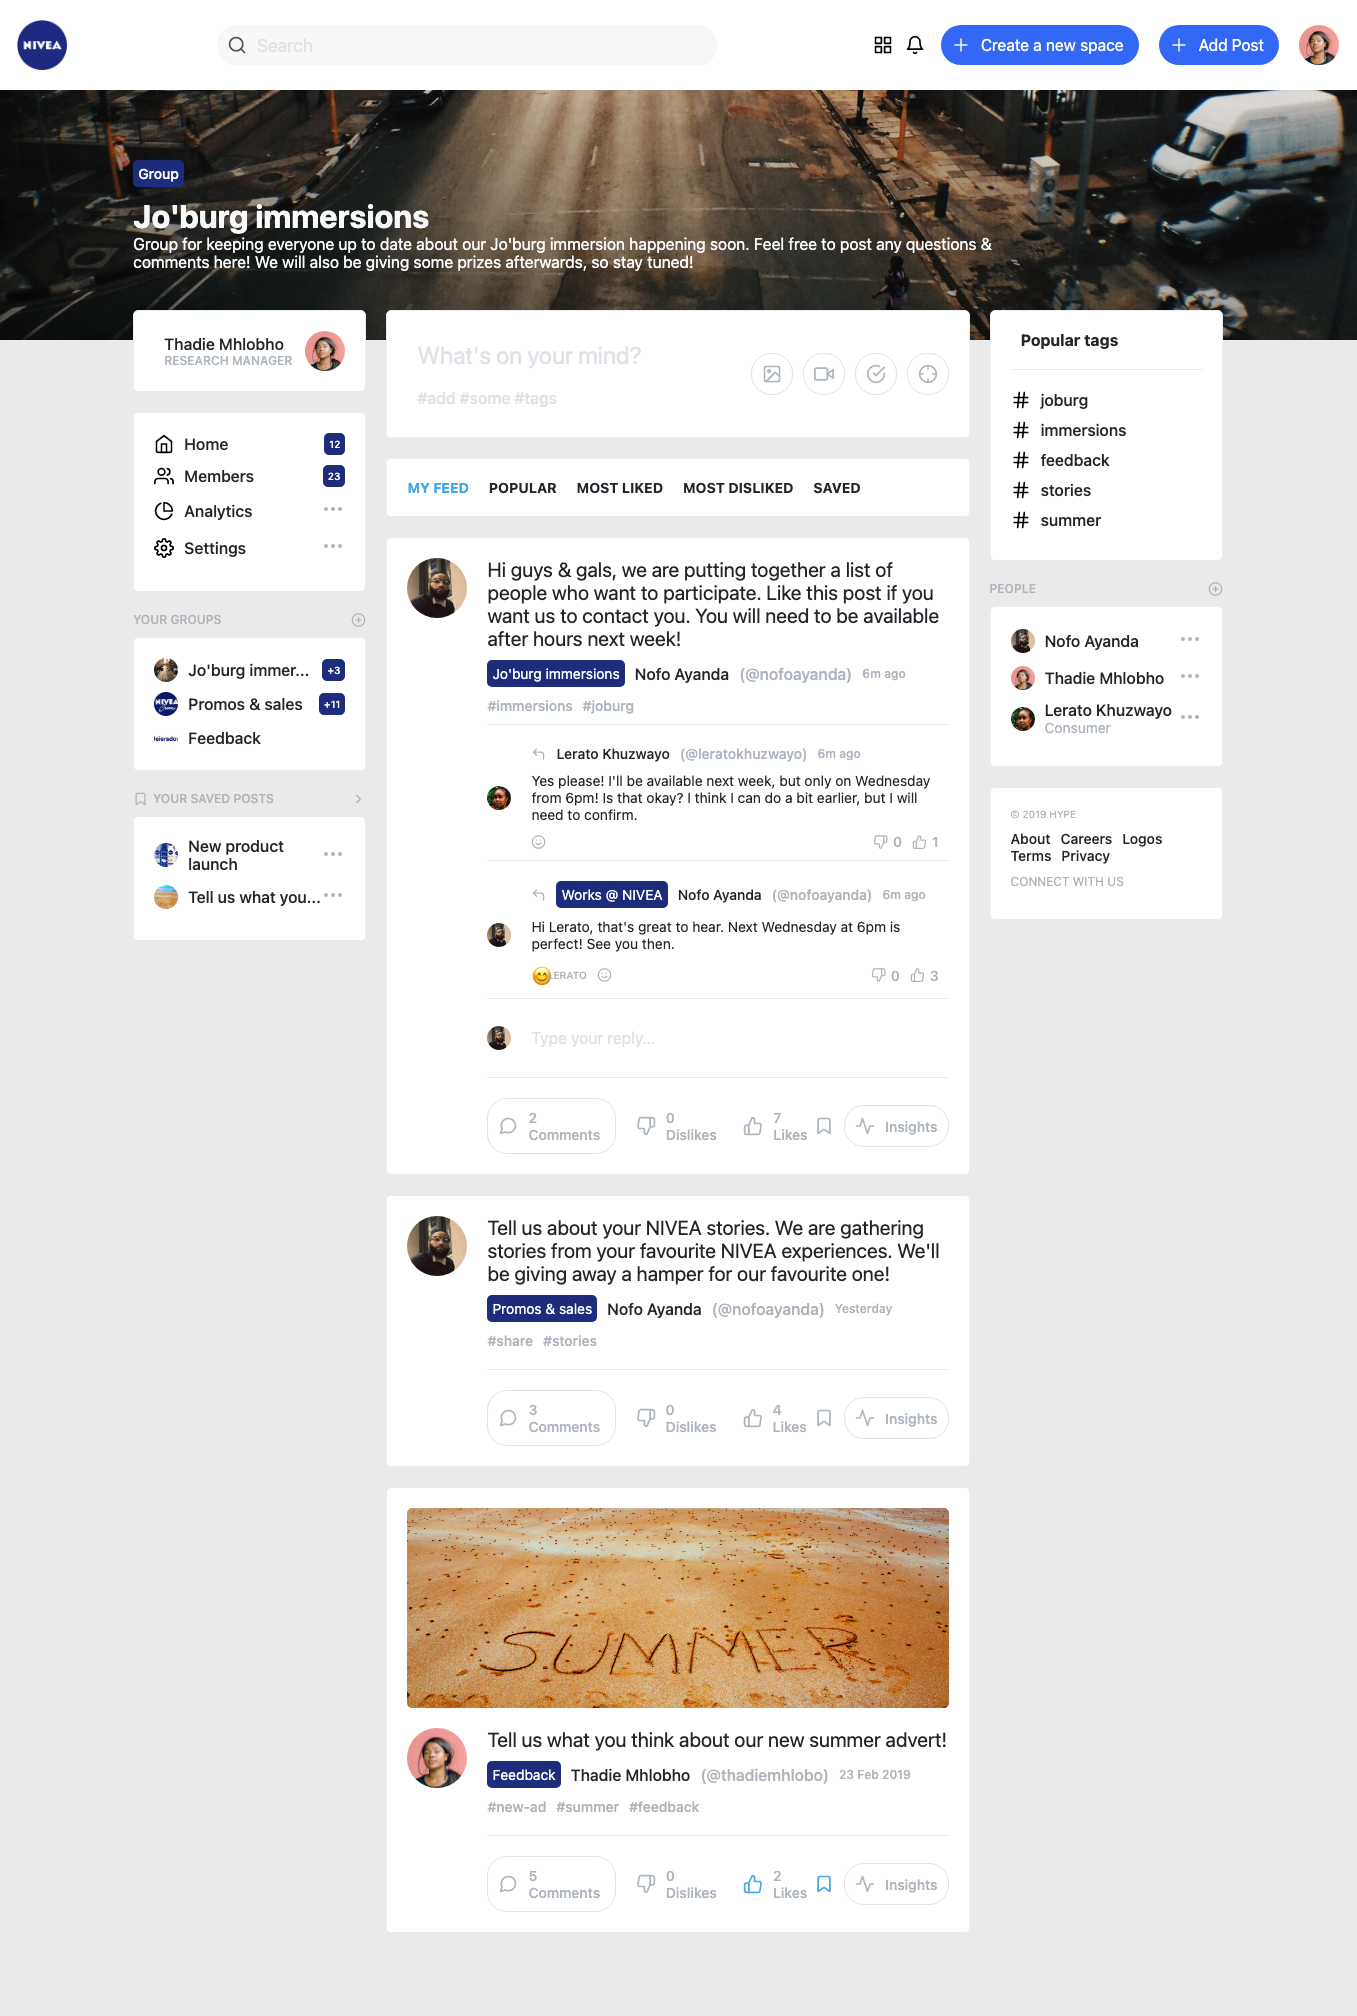 NIVEA
Search
Create a new space
Add Post
Group
Jo'burg immersions
Group for keeping everyone up to date about our Jo'burg immersion happening soon. Feel free to post any questions &
comments here! We will also be giving some prizes afterwards, so stay tuned!
Thadie Mhlobho
RESEARCH MANAGER
Home
12
Members
23
Analytics
Settings
YOUR GROUPS
Jo'burg immer...
+3
Promos & sales
+11
Feedback
YOUR SAVED POSTS
New product
launch
Tell us what you...
What's on your mind?
#add #some #tags
MY FEED POPULAR MOST LIKED MOST DISLIKED SAVED
Hi guys & gals, we are putting together a list of
people who want to participate. Like this post if you
want us to contact you. You will need to be available
after hours next week!
Jo'burg immersions Nofo Ayanda (@nofoayanda) 6m ago
#immersions #joburg
Lerato Khuzwayo (@leratokhuzwayo) 6m ago
Yes please! I'll be available next week, but only on Wednesday
from 6pm! Is that okay? I think I can do a bit earlier, but I will
need to confirm.
0 1
Works @ NIVEA Nofo Ayanda (@nofoayanda) 6m ago
Hi Lerato, that's great to hear. Next Wednesday at 6pm is
perfect! See you then.
LERATO
0 3
Type your reply...
2
Comments
0
Dislikes
7
Likes
Insights
Tell us about your NIVEA stories. We are gathering
stories from your favourite NIVEA experiences. We'll
be giving away a hamper for our favourite one!
Promos & sales Nofo Ayanda (@nofoayanda) Yesterday
#share #stories
3
Comments
0
Dislikes
4
Likes
Insights
SUMMER
Tell us what you think about our new summer advert!
Feedback Thadie Mhlobho (@thadiemhlobo) 23 Feb 2019
#new-ad #summer #feedback
5
Comments
0
Dislikes
2
Likes
Insights
Popular tags
joburg
immersions
feedback
stories
summer
PEOPLE
Nofo Ayanda
Thadie Mhlobho
Lerato Khuzwayo
Consumer
© 2019 HYPE
About Careers Logos
Terms Privacy
CONNECT WITH US